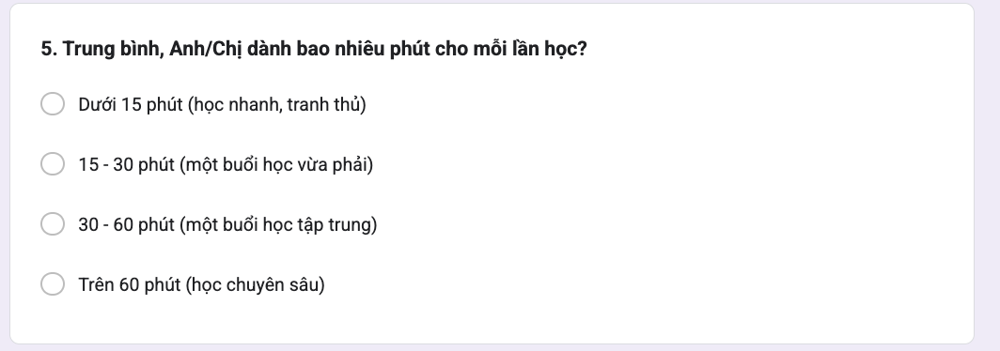 5. Trung bình, Anh/Chị dành bao nhiêu phút cho mỗi lần học?
Dưới 15 phút (học nhanh, tranh thủ)
15 - 30 phút (một buổi học vừa phải)
30 - 60 phút (một buổi học tập trung)
Trên 60 phút (học chuyên sâu)